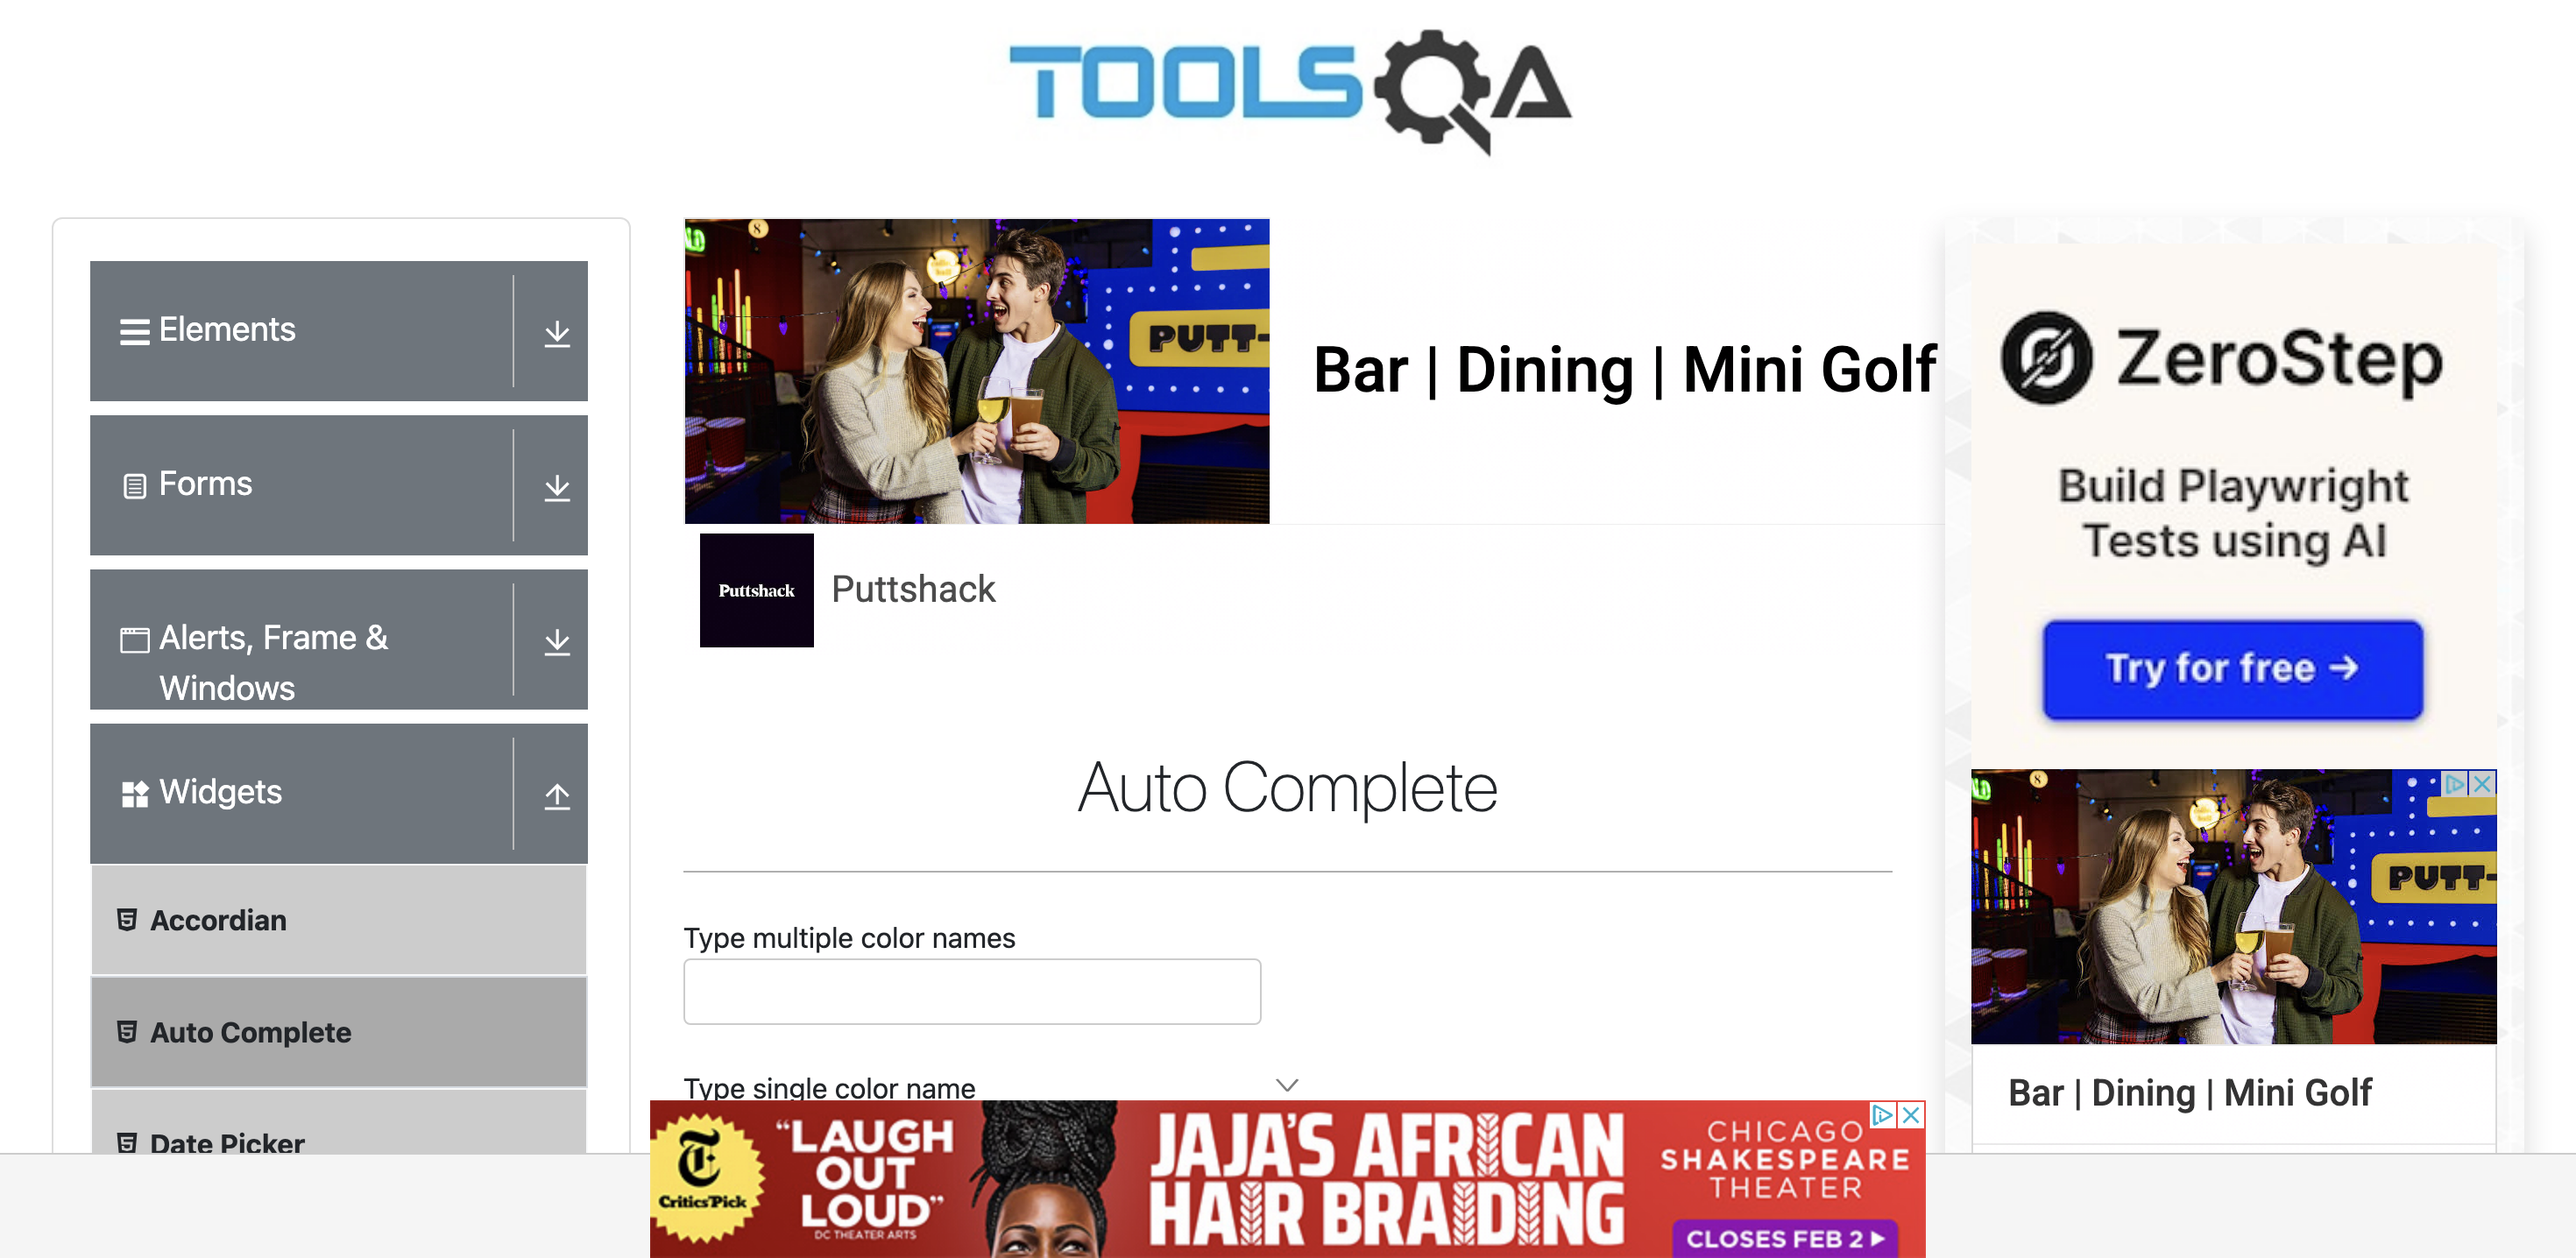 TOOLSQA
Elements
Forms
Alerts, Frame &
Windows
Widgets
Accordian
Auto Complete
Date Picker
8
PUTT-
Bar | Dining | Mini Golf
Puttshack
Puttshack
Auto Complete
Type multiple color names
Type single color name
ZeroStep
Build Playwright
Tests using AI
Try for free →
8
PUTT-
Bar | Dining | Mini Golf
T
Critics' Pick
“LAUGH
OUT
LOUD”
DC THEATER ARTS
JAJA'S AFRICAN
HAIR BRAIDING
CHICAGO
SHAKESPEARE
THEATER
CLOSES FEB 2